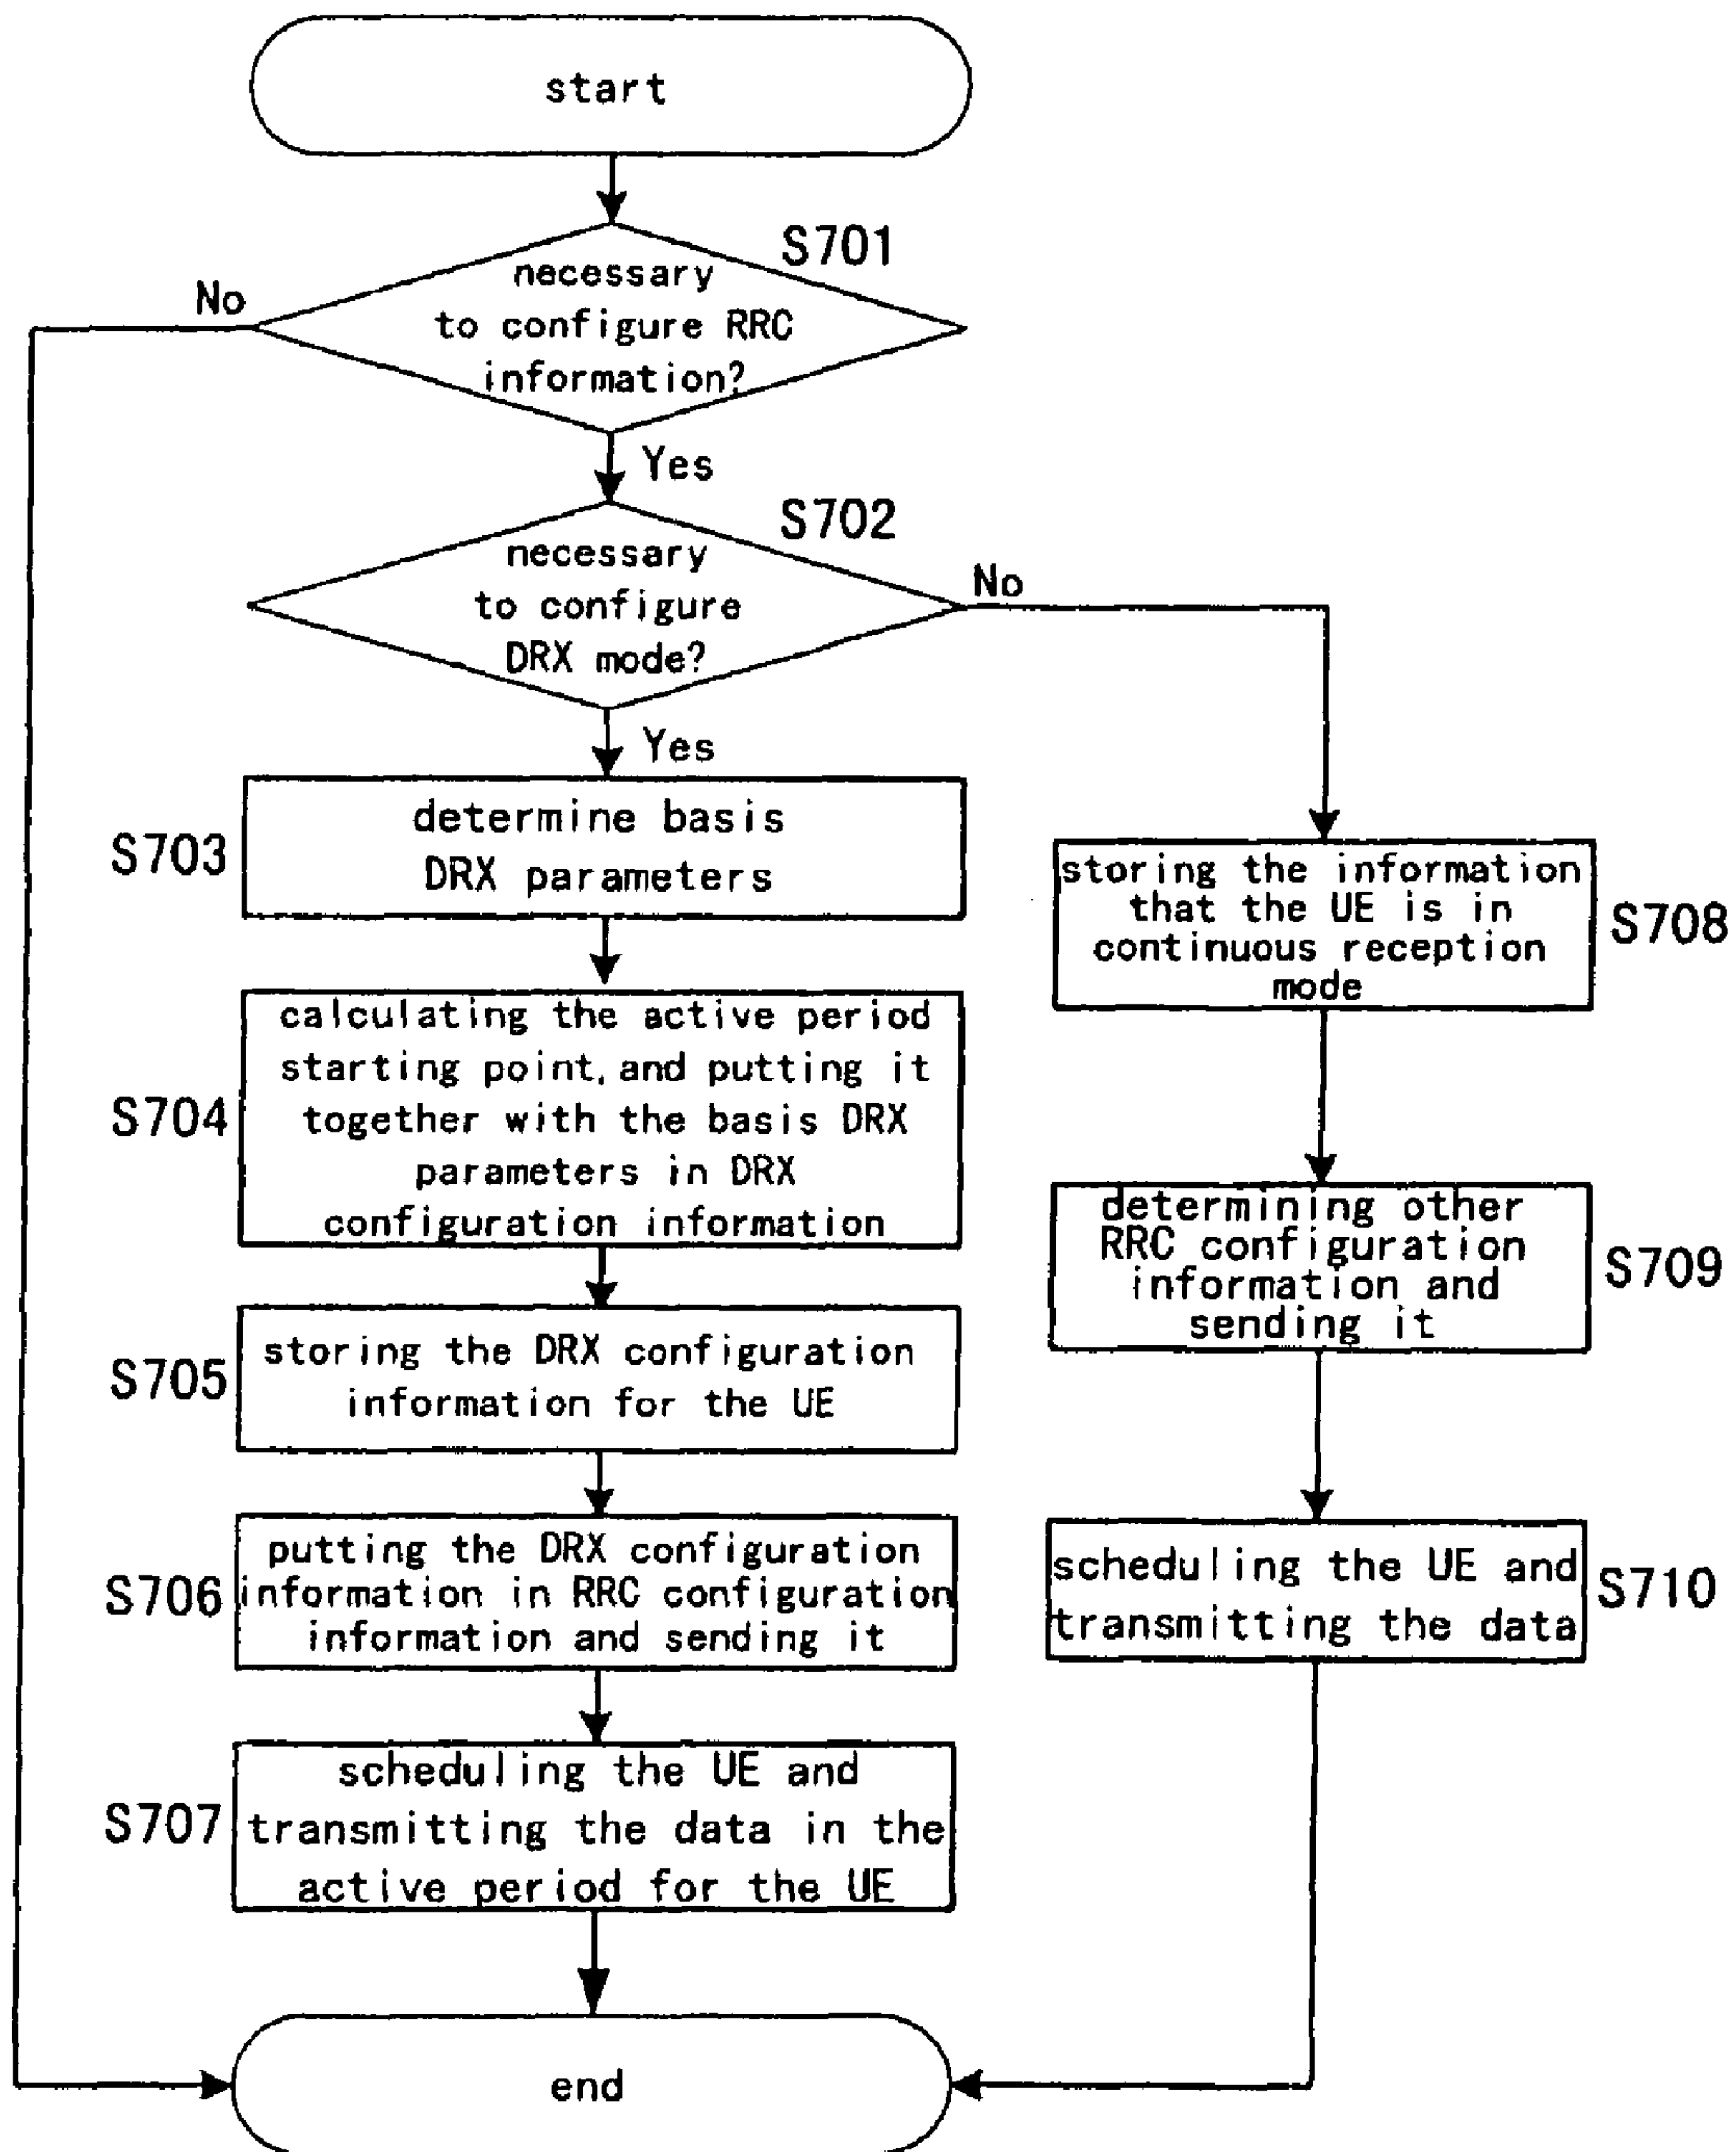 start
S701
necessary
to configure RRC
information?
No
Yes
S702
necessary
to configure
DRX mode?
No
Yes
S703
determine basis
DRX parameters
S704
calculating the active period
starting point, and putting it
together with the basis DRX
parameters in DRX
configuration information
S705
storing the DRX configuration
information for the UE
S706
putting the DRX configuration
information in RRC configuration
information and sending it
S707
scheduling the UE and
transmitting the data in the
active period for the UE
storing the information
that the UE is in
continuous reception
mode
S708
determining other
RRC configuration
information and
sending it
S709
scheduling the UE and
transmitting the data
S710
end